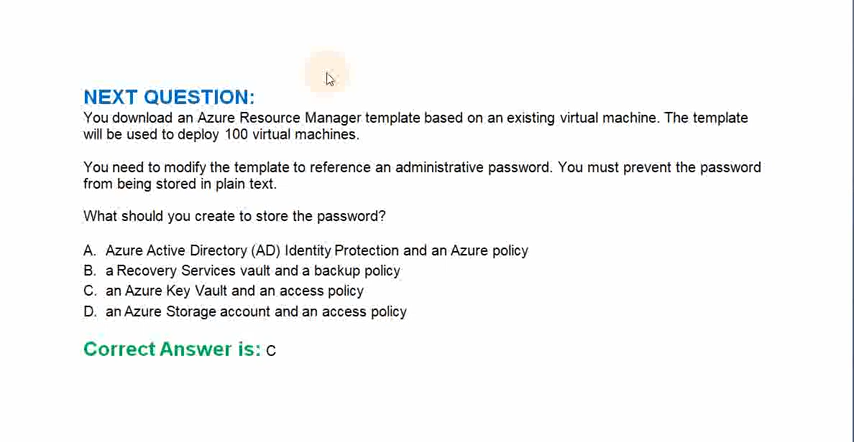 NEXT QUESTION:
You download an Azure Resource Manager template based on an existing virtual machine. The template
will be used to deploy 100 virtual machines.
You need to modify the template to reference an administrative password. You must prevent the password
from being stored in plain text.
What should you create to store the password?
A. Azure Active Directory (AD) Identity Protection and an Azure policy
B. a Recovery Services vault and a backup policy
C. an Azure Key Vault and an access policy
D. an Azure Storage account and an access policy
Correct Answer is: C